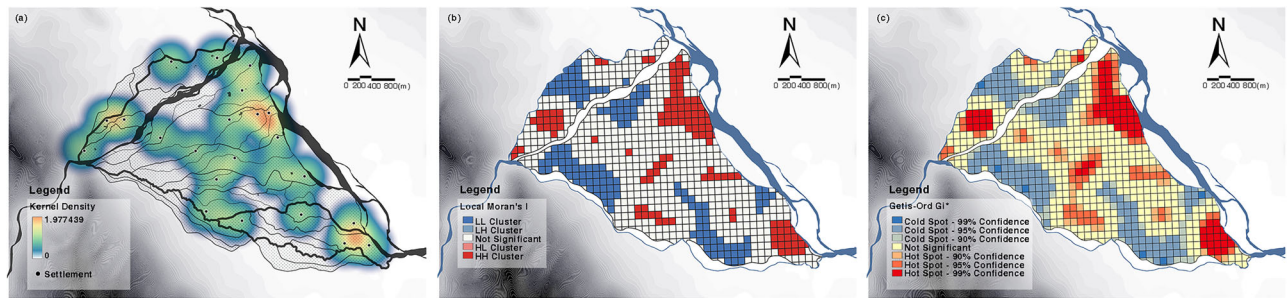 (a)
N
0 200 400 800(m)
Legend
Kernel Density
1.977439
0
Settlement
(b)
N
0 200 400 800(m)
Legend
Local Moran's I
LL Cluster
LH Cluster
Not Significant
HL Cluster
HH Cluster
(c)
N
0 200 400 800(m)
Legend
Getis-Ord Gi*
Cold Spot - 99% Confidence
Cold Spot - 95% Confidence
Cold Spot - 90% Confidence
Not Significant
Hot Spot - 90% Confidence
Hot Spot - 95% Confidence
Hot Spot - 99% Confidence